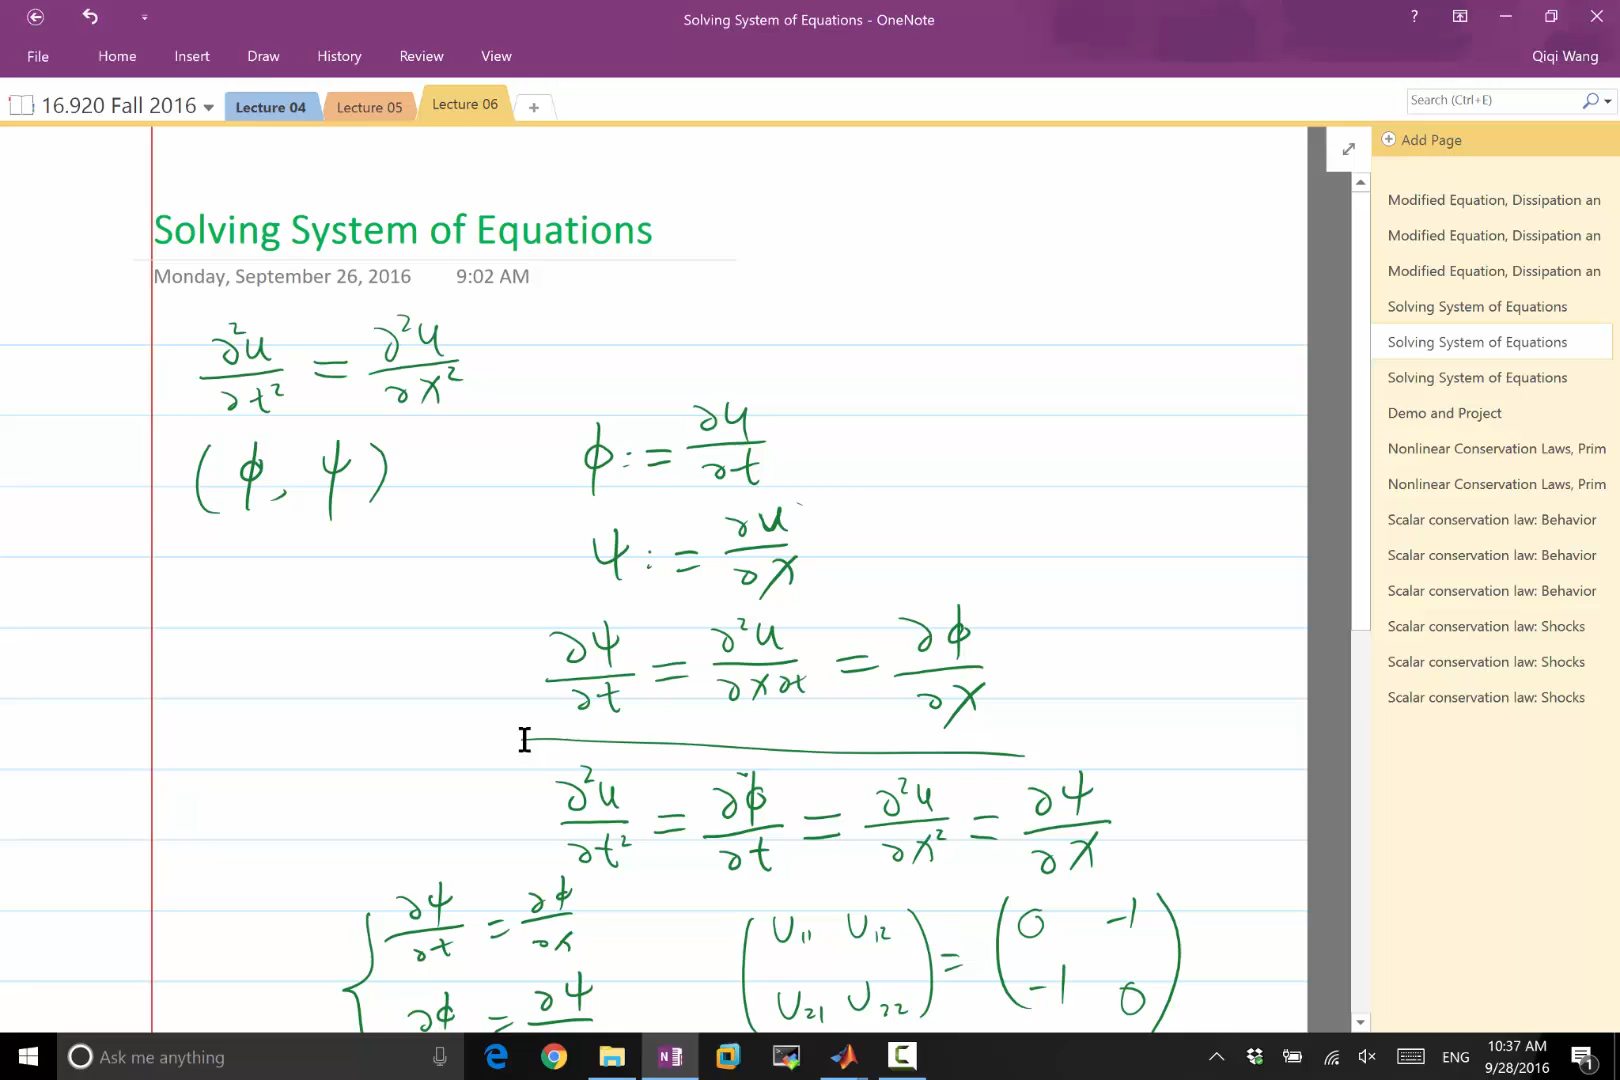 Solving System of Equations - OneNote
?
File Home Insert Draw History Review View
Qiqi Wang
16.920 Fall 2016
Lecture 04
Lecture 05
Lecture 06
+
Search (Ctrl+E)
Add Page
Modified Equation, Dissipation an
Modified Equation, Dissipation an
Modified Equation, Dissipation an
Solving System of Equations
Solving System of Equations
Solving System of Equations
Demo and Project
Nonlinear Conservation Laws, Prim
Nonlinear Conservation Laws, Prim
Scalar conservation law: Behavior
Scalar conservation law: Behavior
Scalar conservation law: Behavior
Scalar conservation law: Shocks
Scalar conservation law: Shocks
Scalar conservation law: Shocks
Solving System of Equations
Monday, September 26, 2016 9:02 AM
∂²u/∂t² = ∂²u/∂x²
(ϕ, ψ)
ϕ := ∂u/∂t
ψ := ∂u/∂x
∂ψ/∂t = ∂²u/∂x∂t = ∂ϕ/∂x
∂²u/∂t² = ∂ϕ/∂t = ∂²u/∂x² = ∂ψ/∂x
∂ψ/∂t = ∂ϕ/∂x
∂ϕ = ∂ψ
(U₁₁ U₁₂
U₂₁ U₂₂) = (0 -1
-1 0)
Ask me anything
ENG
10:37 AM
9/28/2016
1